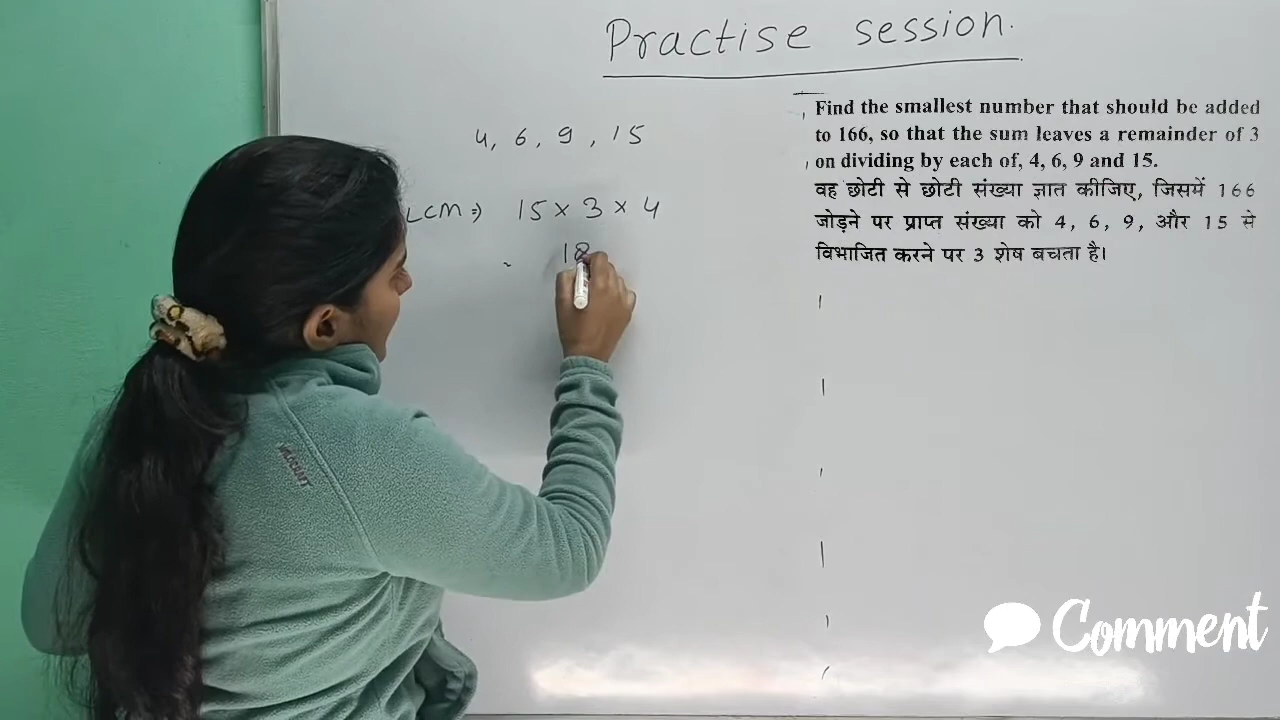 Practise session.
4, 6, 9, 15
LCM ⇒ 15 × 3 × 4
18
Find the smallest number that should be added
to 166, so that the sum leaves a remainder of 3
on dividing by each of, 4, 6, 9 and 15.
वह छोटी से छोटी संख्या ज्ञात कीजिए, जिसमें 166
जोड़ने पर प्राप्त संख्या को 4, 6, 9, और 15 से
विभाजित करने पर 3 शेष बचता है।
Comment